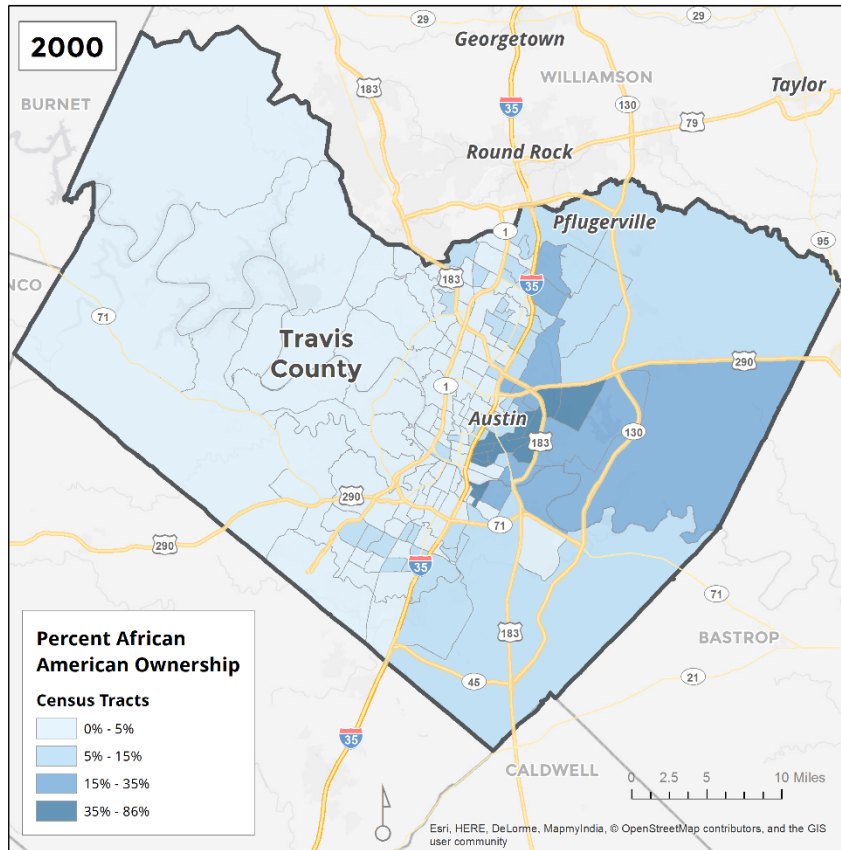 2000
29
29
Georgetown
WILLIAMSON
BURNET
183
35
130
Taylor
79
Round Rock
Pflugerville
1
95
183
35
NCO
71
Travis
County
1
290
Austin
183
130
290
71
290
35
71
183
BASTROP
45
21
35
CALDWELL
Percent African
American Ownership
Census Tracts
0% - 5%
5% - 15%
15% - 35%
35% - 86%
0 2.5 5 10 Miles
Esri, HERE, DeLorme, MapmyIndia, © OpenStreetMap contributors, and the GIS
user community